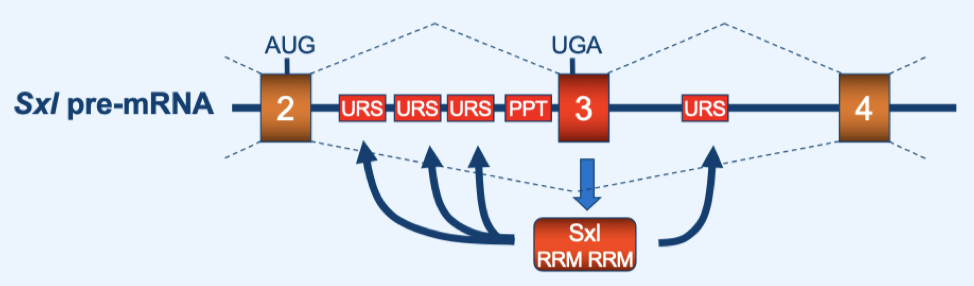 AUG UGA
Sxl pre-mRNA 2 URS URS URS PPT 3 URS 4
Sxl
RRM RRM